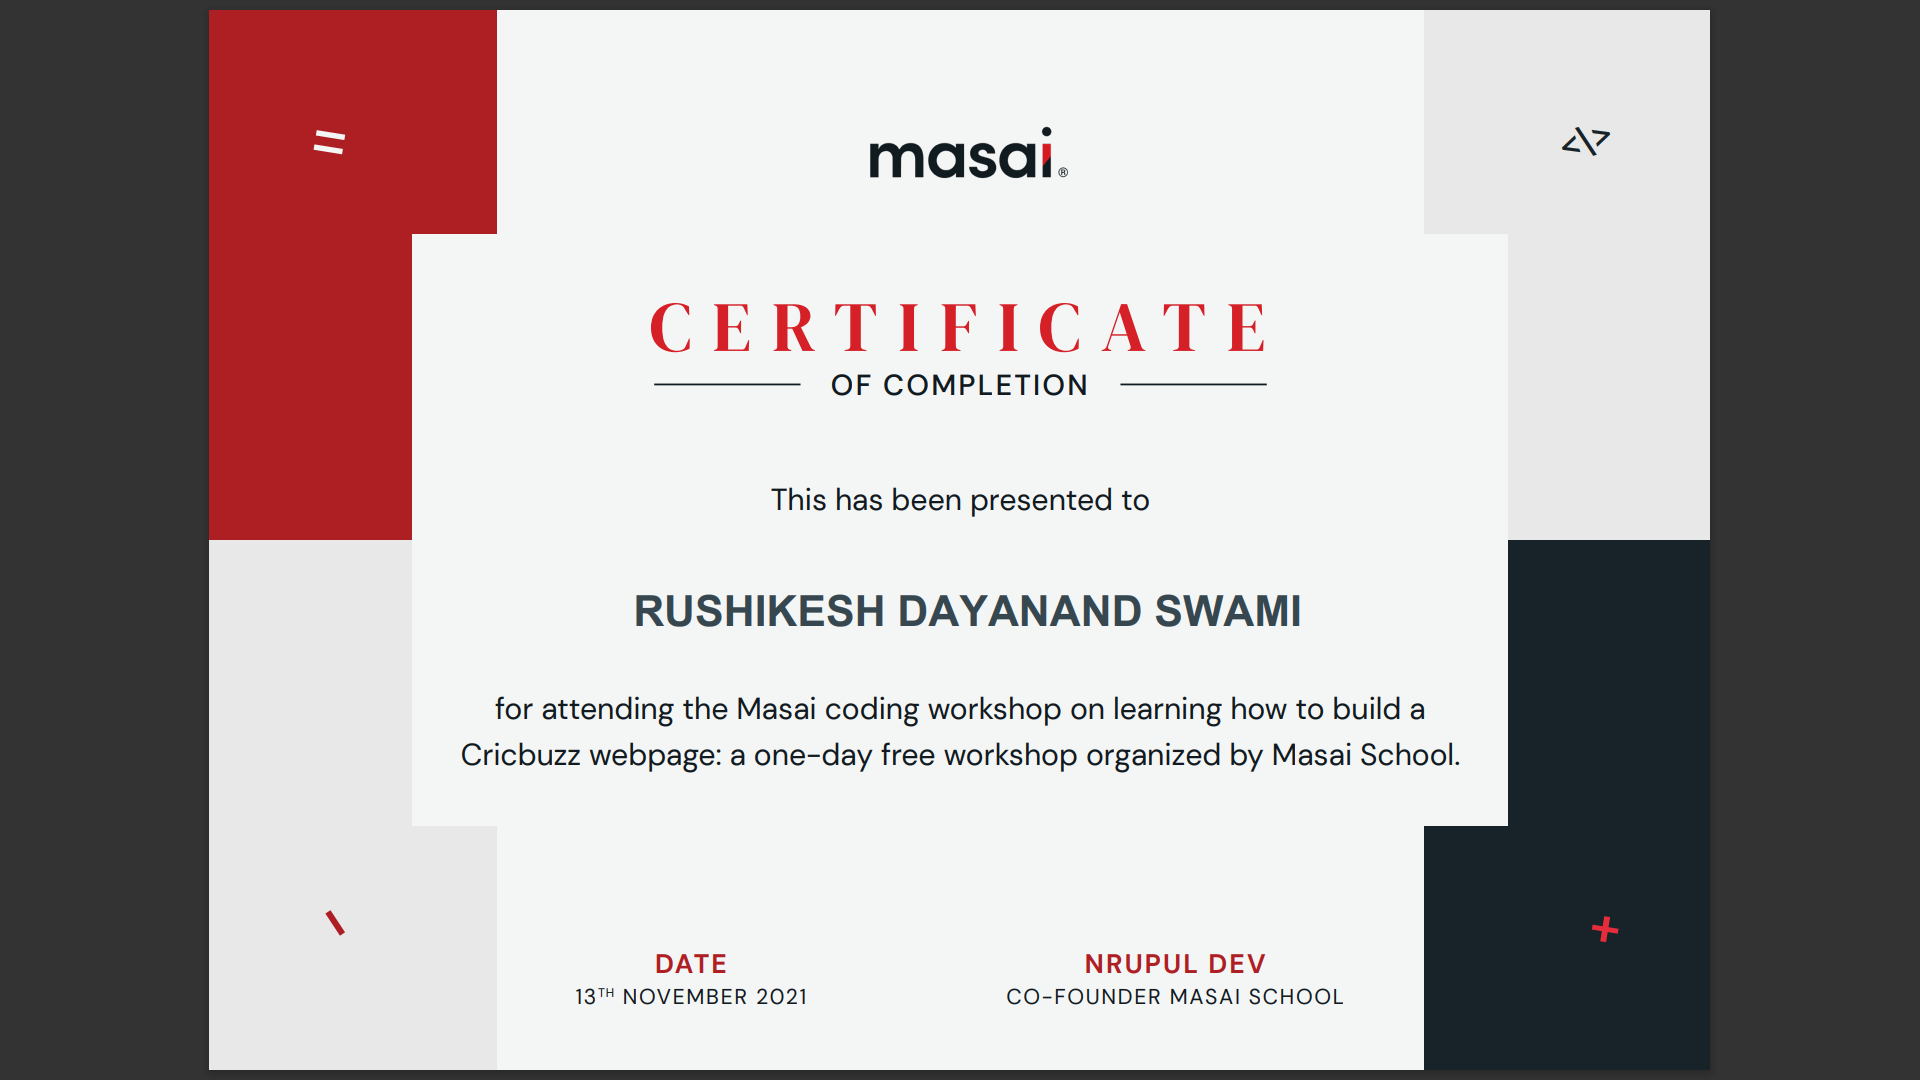 masai®
CERTIFICATE
OF COMPLETION
This has been presented to
RUSHIKESH DAYANAND SWAMI
for attending the Masai coding workshop on learning how to build a
Cricbuzz webpage: a one-day free workshop organized by Masai School.
DATE
13TH NOVEMBER 2021
NRUPUL DEV
CO-FOUNDER MASAI SCHOOL